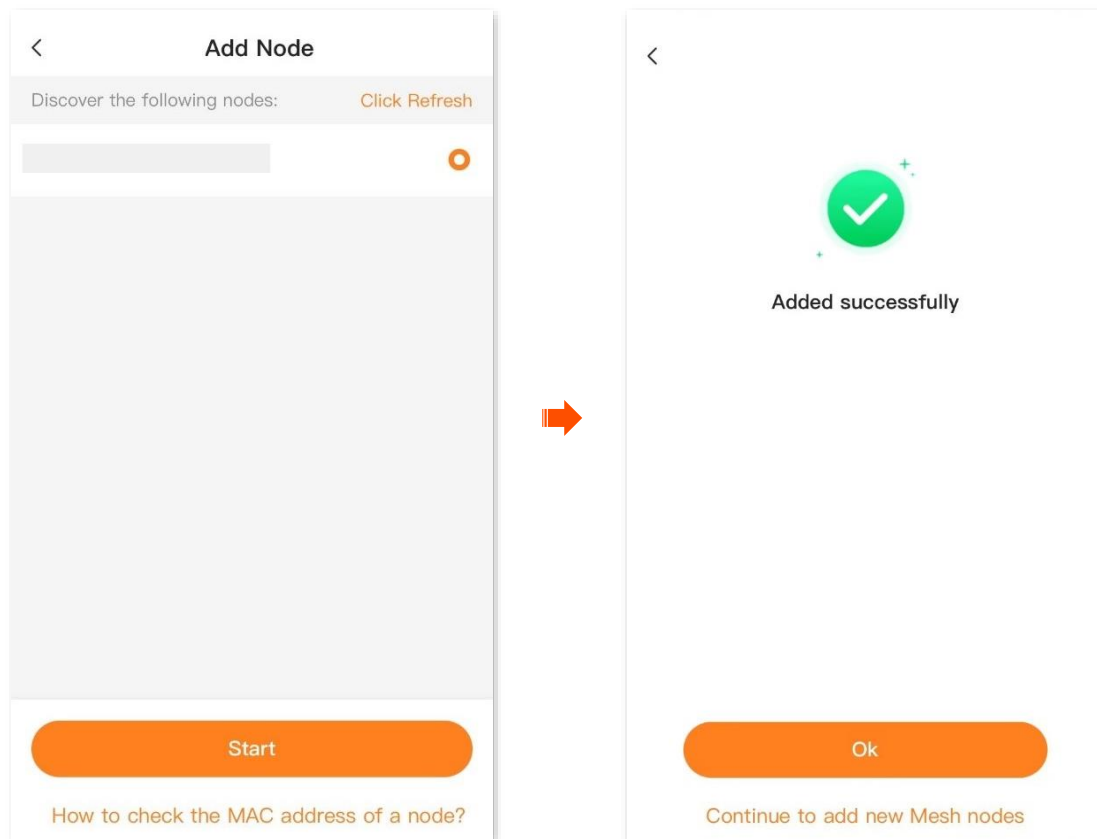 Add Node
Discover the following nodes: Click Refresh
Start
How to check the MAC address of a node?
Added successfully
Ok
Continue to add new Mesh nodes